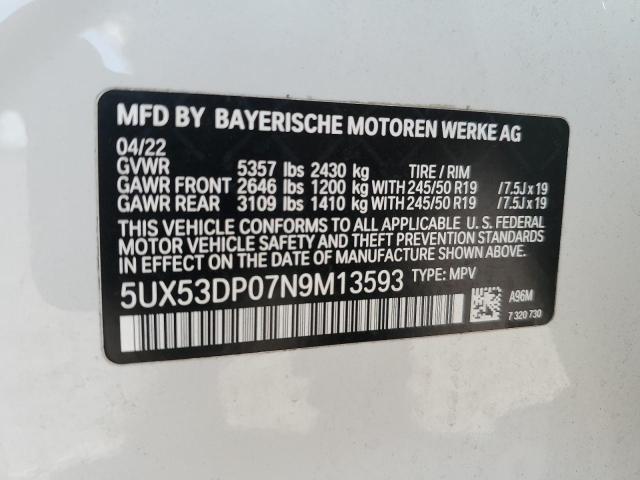 MFD BY BAYERISCHE MOTOREN WERKE AG
04/22
GVWR 5357 lbs 2430 kg TIRE / RIM
GAWR FRONT 2646 lbs 1200 kg WITH 245/50 R19 /7.5J x 19
GAWR REAR 3109 lbs 1410 kg WITH 245/50 R19 /7.5J x 19
THIS VEHICLE CONFORMS TO ALL APPLICABLE U. S. FEDERAL
MOTOR VEHICLE SAFETY AND THEFT PREVENTION STANDARDS
IN EFFECT ON THE DATE OF MANUFACTURE SHOWN ABOVE.
5UX53DP07N9M13593 TYPE: MPV
A96M
7 320 730